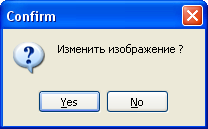 Confirm
Изменить изображение ?
Yes No